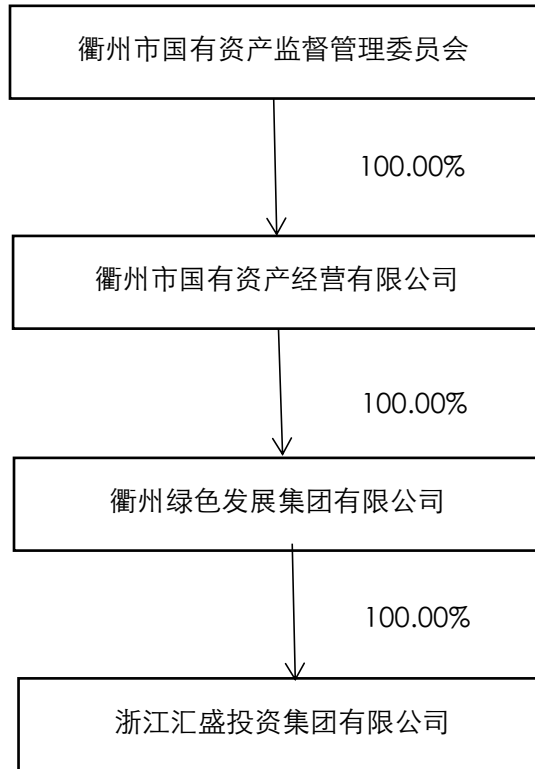 衢州市国有资产监督管理委员会
100.00%
衢州市国有资产经营有限公司
100.00%
衢州绿色发展集团有限公司
100.00%
浙江汇盛投资集团有限公司